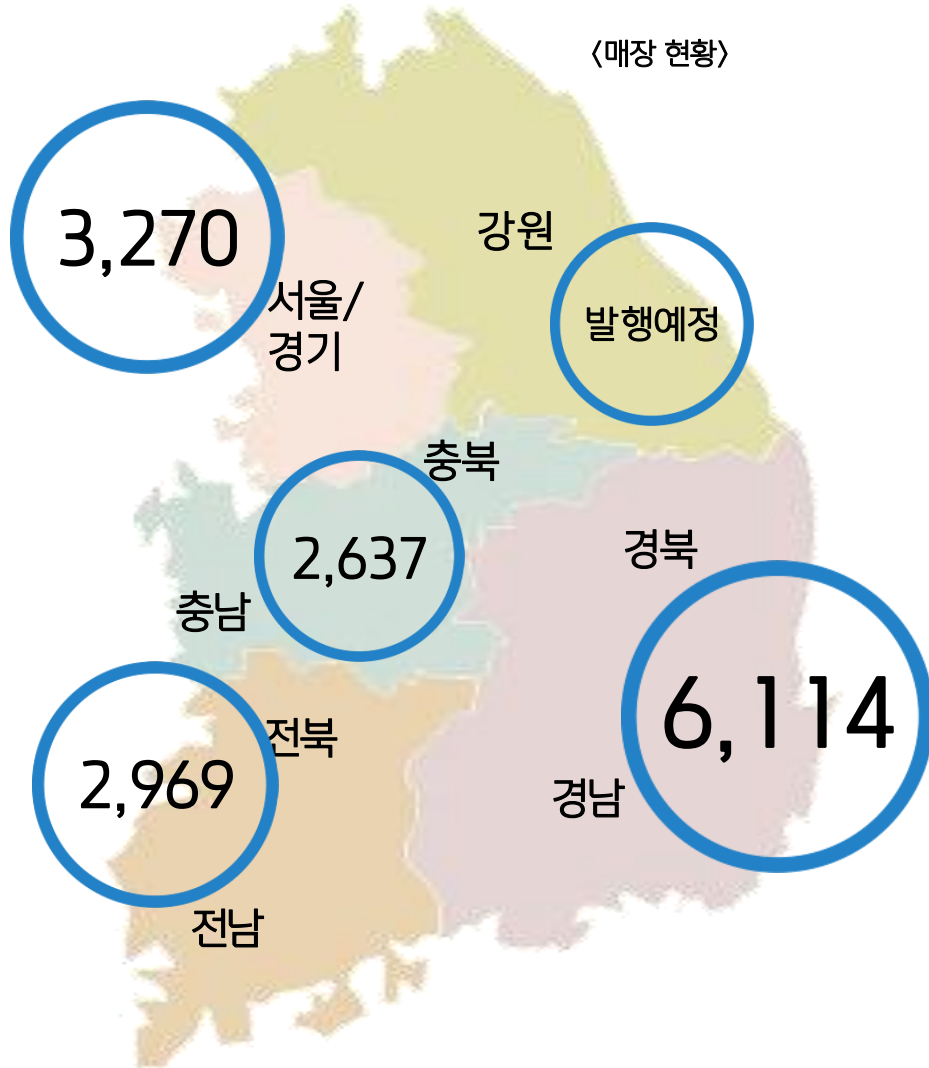 〈매장 현황〉
3,270
강원
서울/
경기
발행예정
충북
2,637
경북
충남
6,114
전북
2,969
경남
전남